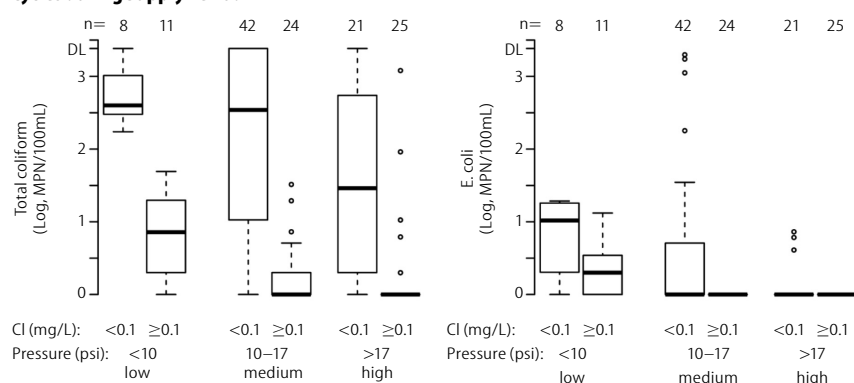 n= 8 11 42 24 21 25
DL
3
2
1
0
Total coliform
(Log, MPN/100mL)
Cl (mg/L): <0.1 ≥0.1 <0.1 ≥0.1 <0.1 ≥0.1
Pressure (psi): <10 10–17 >17
low medium high
n= 8 11 42 24 21 25
DL
3
2
1
0
E. coli
(Log, MPN/100mL)
Cl (mg/L): <0.1 ≥0.1 <0.1 ≥0.1 <0.1 ≥0.1
Pressure (psi): <10 10–17 >17
low medium high